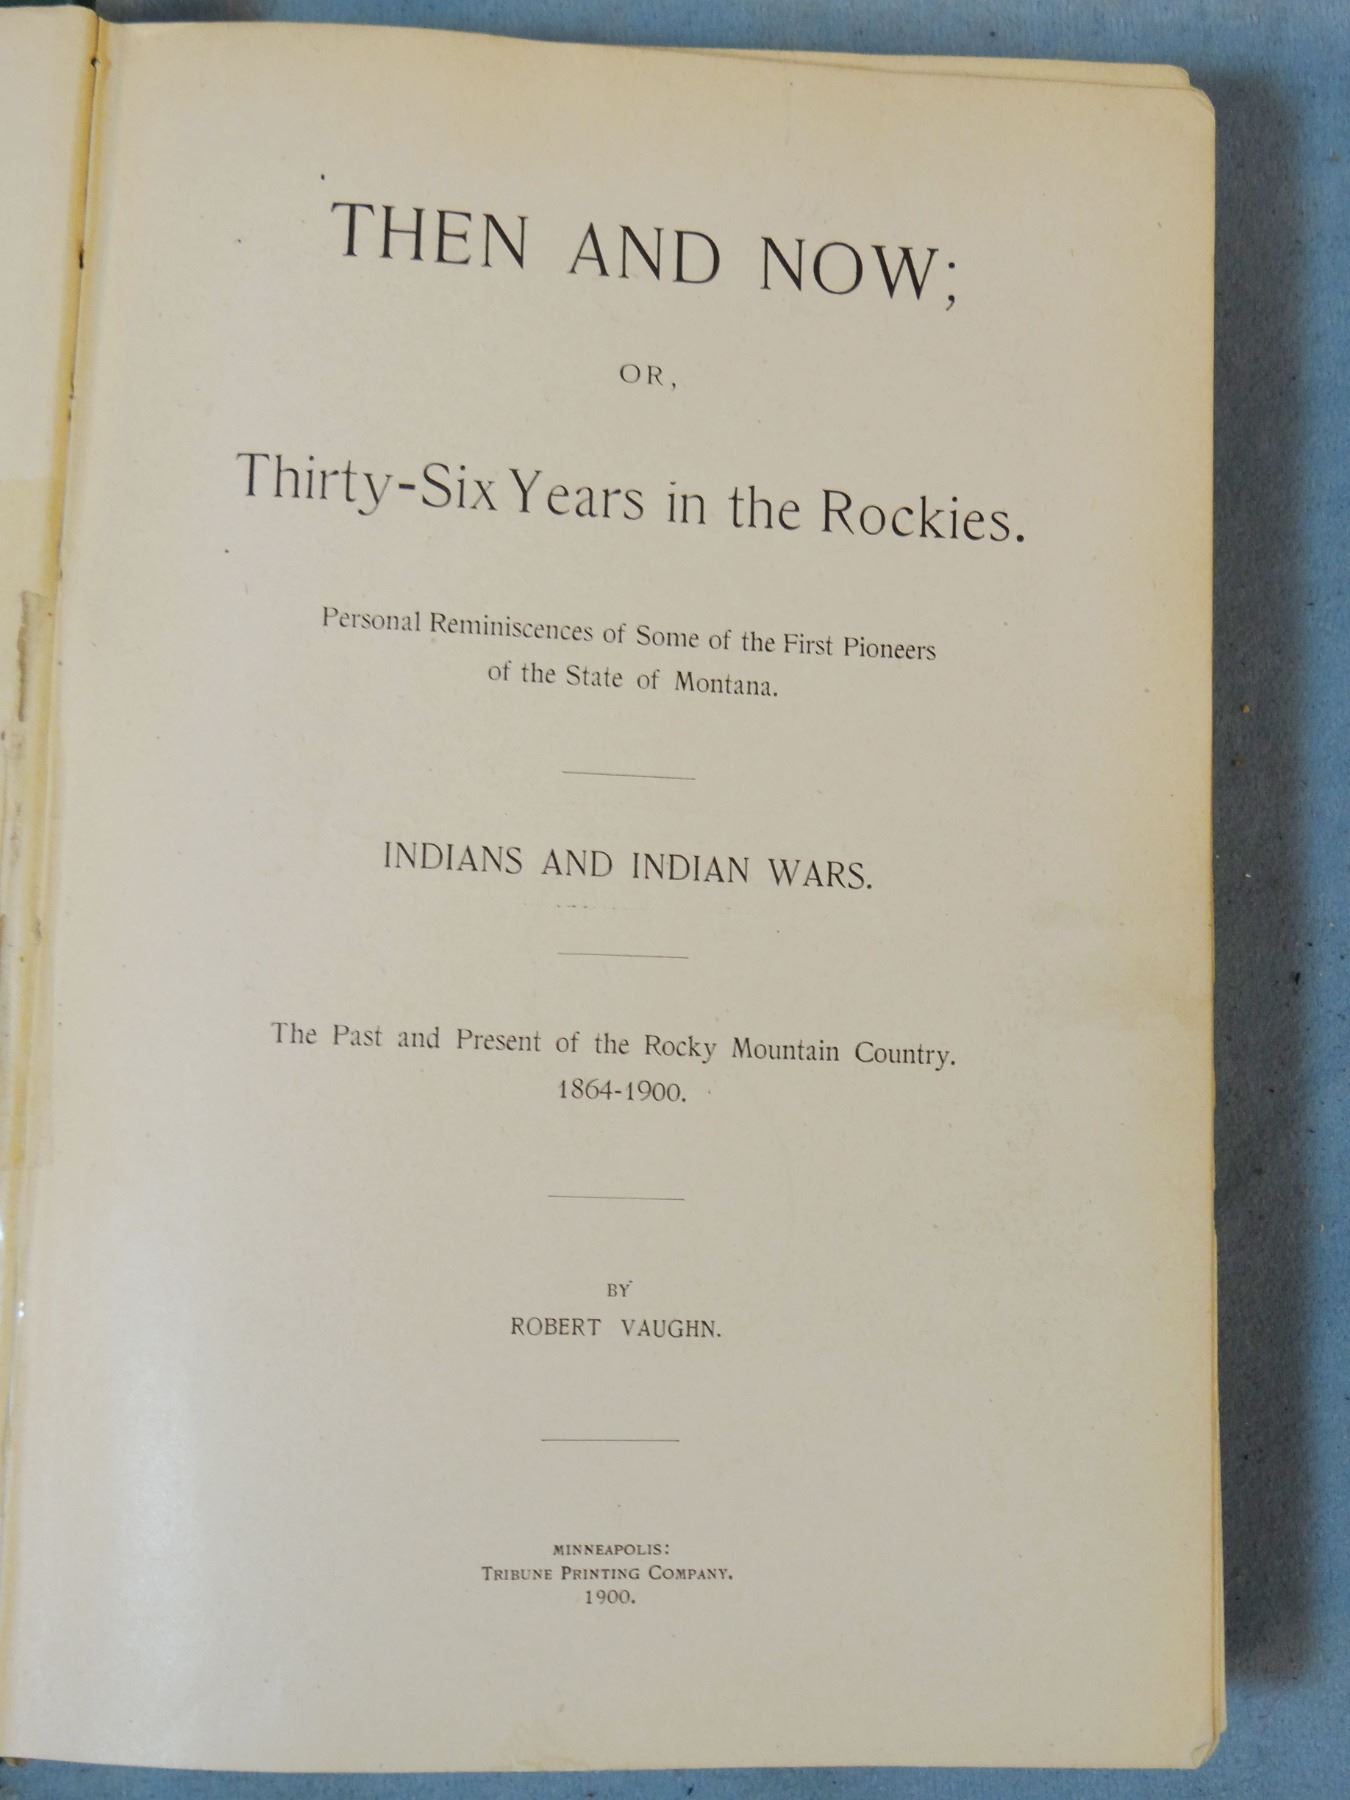 THEN AND NOW;
OR,
Thirty-Six Years in the Rockies.
Personal Reminiscences of Some of the First Pioneers
of the State of Montana.
INDIANS AND INDIAN WARS.
The Past and Present of the Rocky Mountain Country.
1864-1900.
BY
ROBERT VAUGHN.
MINNEAPOLIS:
TRIBUNE PRINTING COMPANY.
1900.